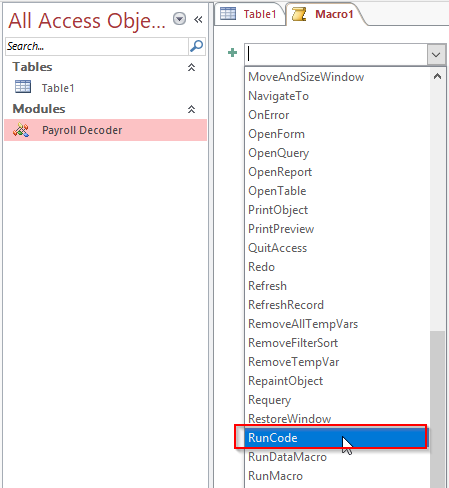 All Access Obje...
Search...
Tables
Table1
Modules
Payroll Decoder
Table1
Macro1
MoveAndSizeWindow
NavigateTo
OnError
OpenForm
OpenQuery
OpenReport
OpenTable
PrintObject
PrintPreview
QuitAccess
Redo
Refresh
RefreshRecord
RemoveAllTempVars
RemoveFilterSort
RemoveTempVar
RepaintObject
Requery
RestoreWindow
RunCode
RunDataMacro
RunMacro